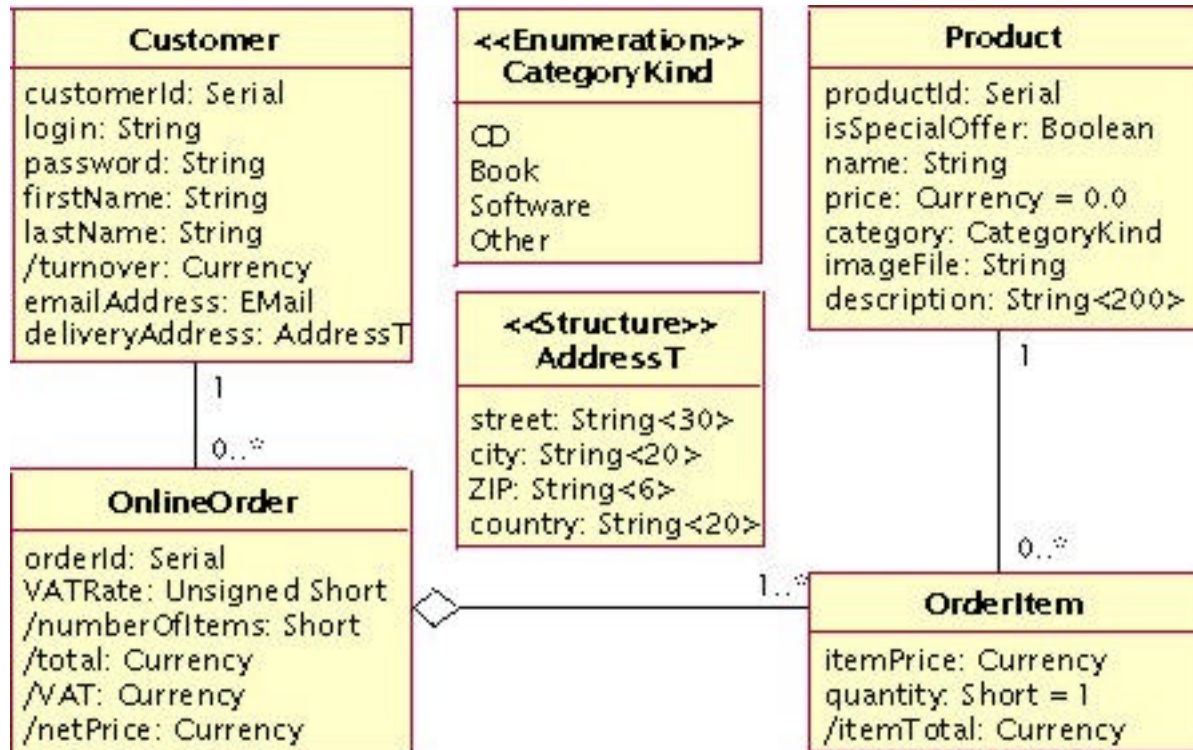 Customer
customerId: Serial
login: String
password: String
firstName: String
lastName: String
/turnover: Currency
emailAddress: EMail
deliveryAddress: AddressT
<<Enumeration>>
CategoryKind
CD
Book
Software
Other
Product
productId: Serial
isSpecialOffer: Boolean
name: String
price: Currency = 0.0
category: CategoryKind
imageFile: String
description: String<200>
<<Structure>>
AddressT
street: String<30>
city: String<20>
ZIP: String<6>
country: String<20>
1
0..*
1
0..*
OnlineOrder
orderId: Serial
VATRate: Unsigned Short
/numberOfItems: Short
/total: Currency
/VAT: Currency
/netPrice: Currency
1..*
OrderItem
itemPrice: Currency
quantity: Short = 1
/itemTotal: Currency